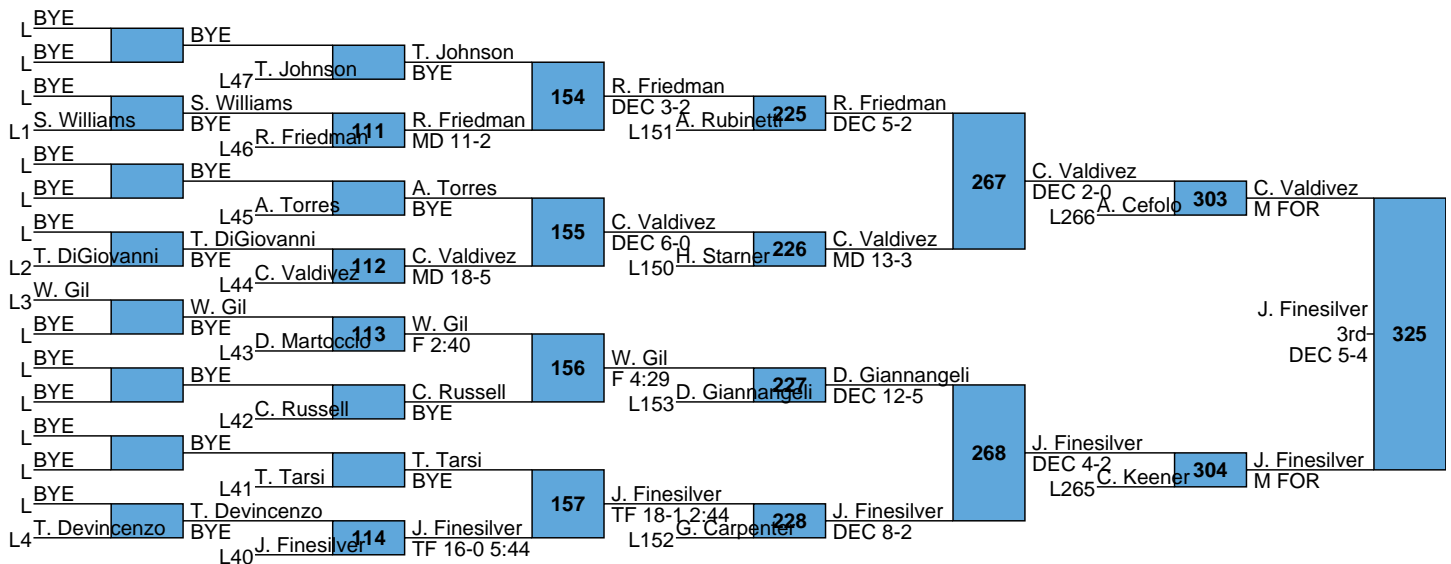 BYE
L
BYE
L
BYE
L47 T. Johnson
T. Johnson
BYE
BYE
L
S. Williams
L1
S. Williams
BYE
L46 R. Friedman
111
R. Friedman
MD 11-2
154
R. Friedman
DEC 3-2
L151 A. Rubinetti
225
R. Friedman
DEC 5-2
BYE
L
BYE
L
BYE
L45 A. Torres
A. Torres
BYE
BYE
L
T. DiGiovanni
L2
T. DiGiovanni
BYE
L44 C. Valdivez
112
C. Valdivez
MD 18-5
155
C. Valdivez
DEC 6-0
L150 H. Starner
226
C. Valdivez
MD 13-3
267
C. Valdivez
DEC 2-0
L266 A. Cefolo
303
C. Valdivez
M FOR
W. Gil
L3
BYE
L
W. Gil
BYE
L43 D. Martoccio
113
W. Gil
F 2:40
BYE
L
BYE
L
BYE
L42 C. Russell
C. Russell
BYE
156
W. Gil
F 4:29
L153 D. Giannangeli
227
D. Giannangeli
DEC 12-5
BYE
L
BYE
L
BYE
L41 T. Tarsi
T. Tarsi
BYE
BYE
L
T. Devincenzo
L4
T. Devincenzo
BYE
L40 J. Finesilver
114
J. Finesilver
TF 16-0 5:44
157
J. Finesilver
TF 18-1 2:44
L152 G. Carpenter
228
J. Finesilver
DEC 8-2
268
J. Finesilver
DEC 4-2
L265 C. Keener
304
J. Finesilver
M FOR
J. Finesilver
3rd
DEC 5-4
325